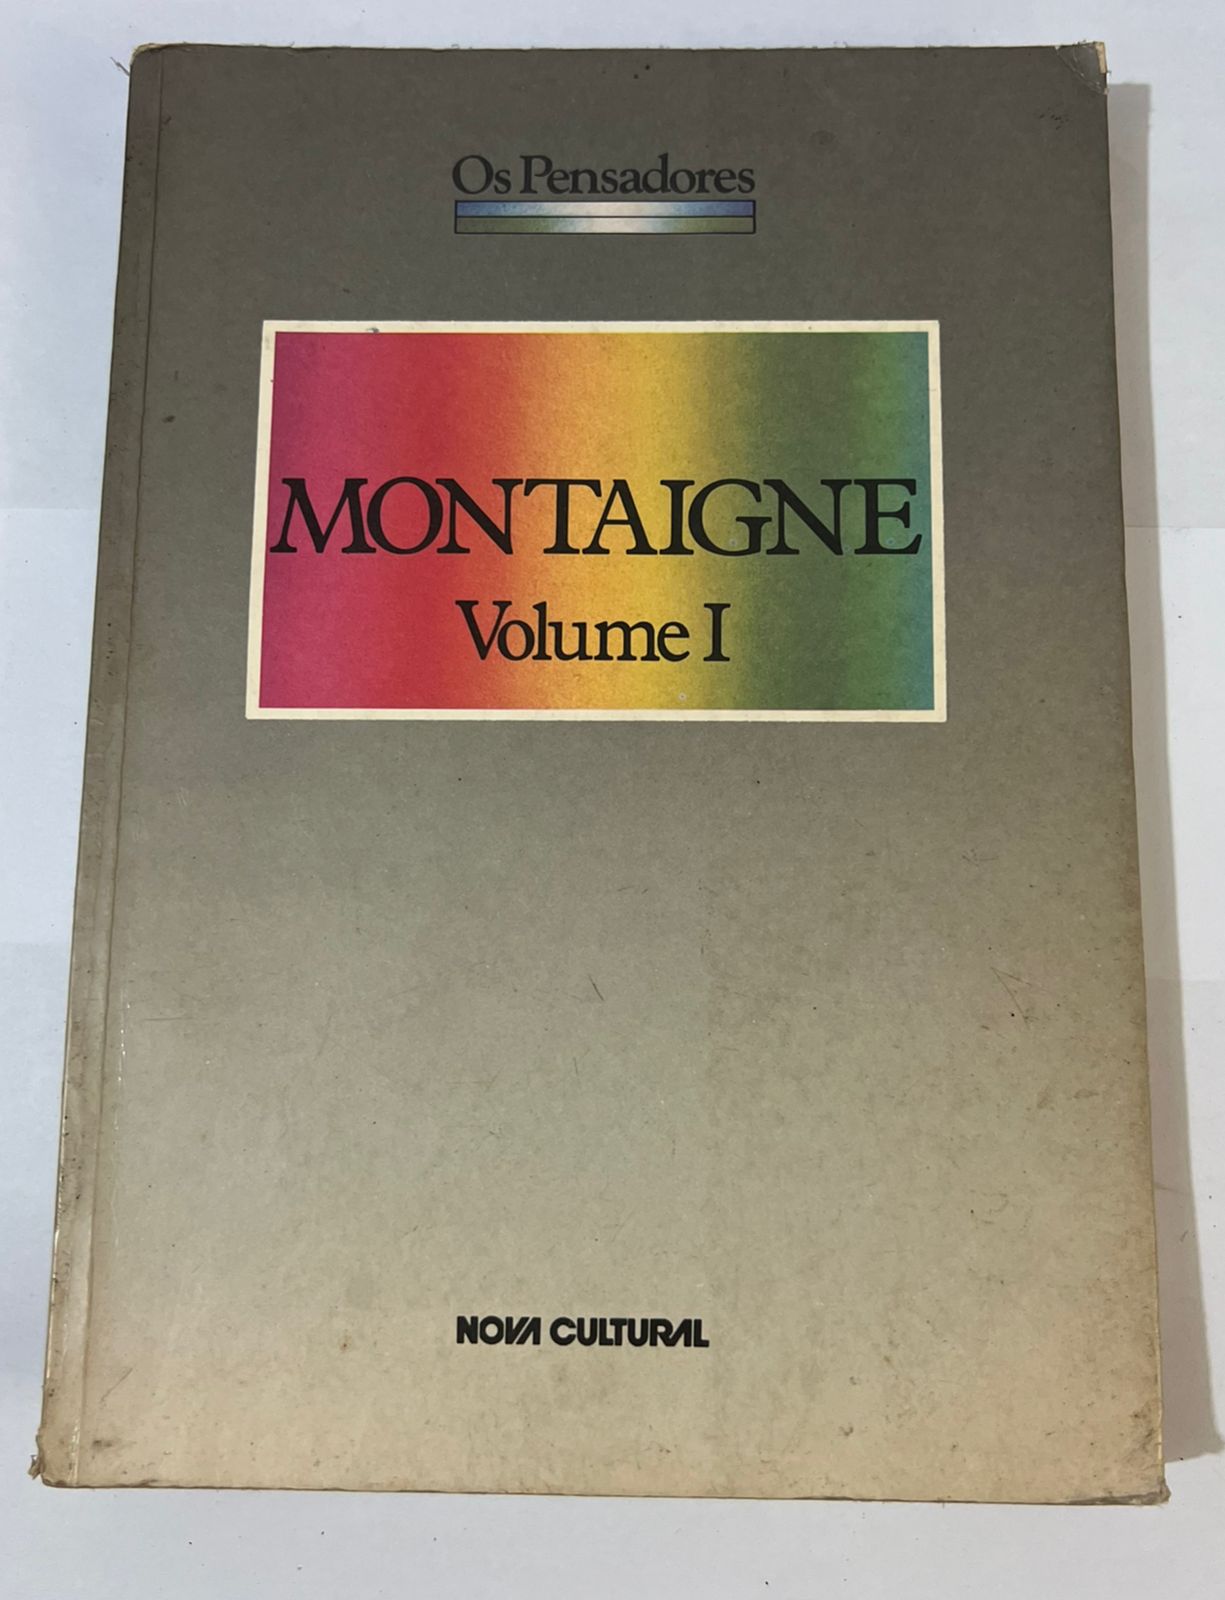 Os Pensadores
MONTAIGNE
Volume I
NOVA CULTURAL